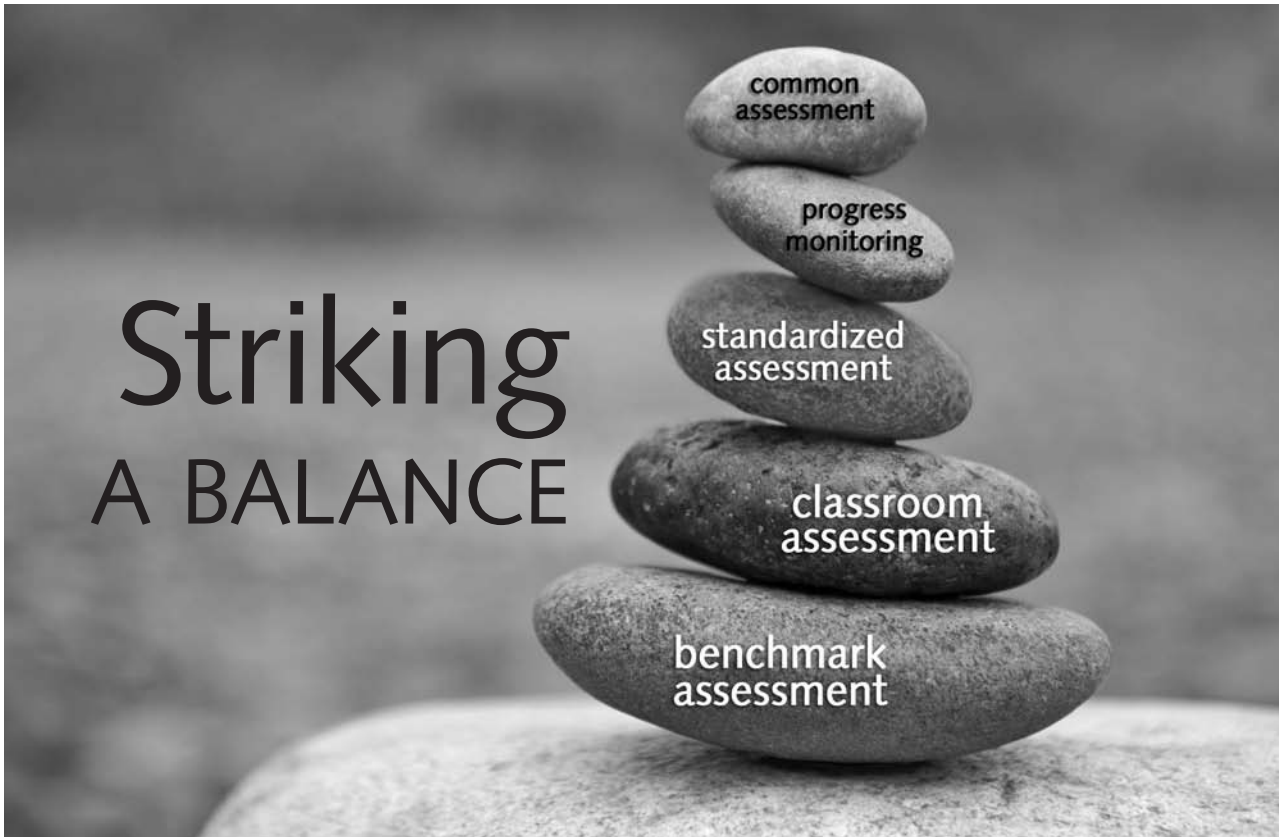 Striking
A BALANCE
common
assessment
progress
monitoring
standardized
assessment
classroom
assessment
benchmark
assessment